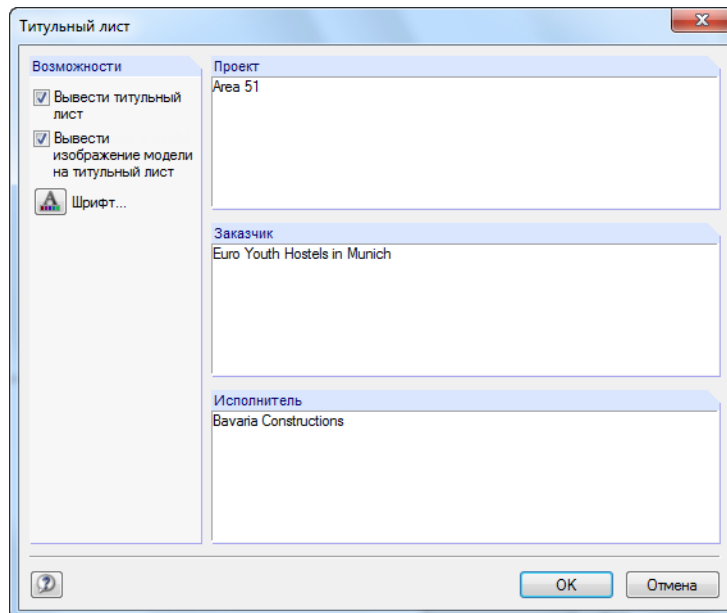 Титульный лист
Возможности
Вывести титульный
лист
Вывести
изображение модели
на титульный лист
Шрифт...
Проект
Area 51
Заказчик
Euro Youth Hostels in Munich
Исполнитель
Bavaria Constructions
OK
Отмена